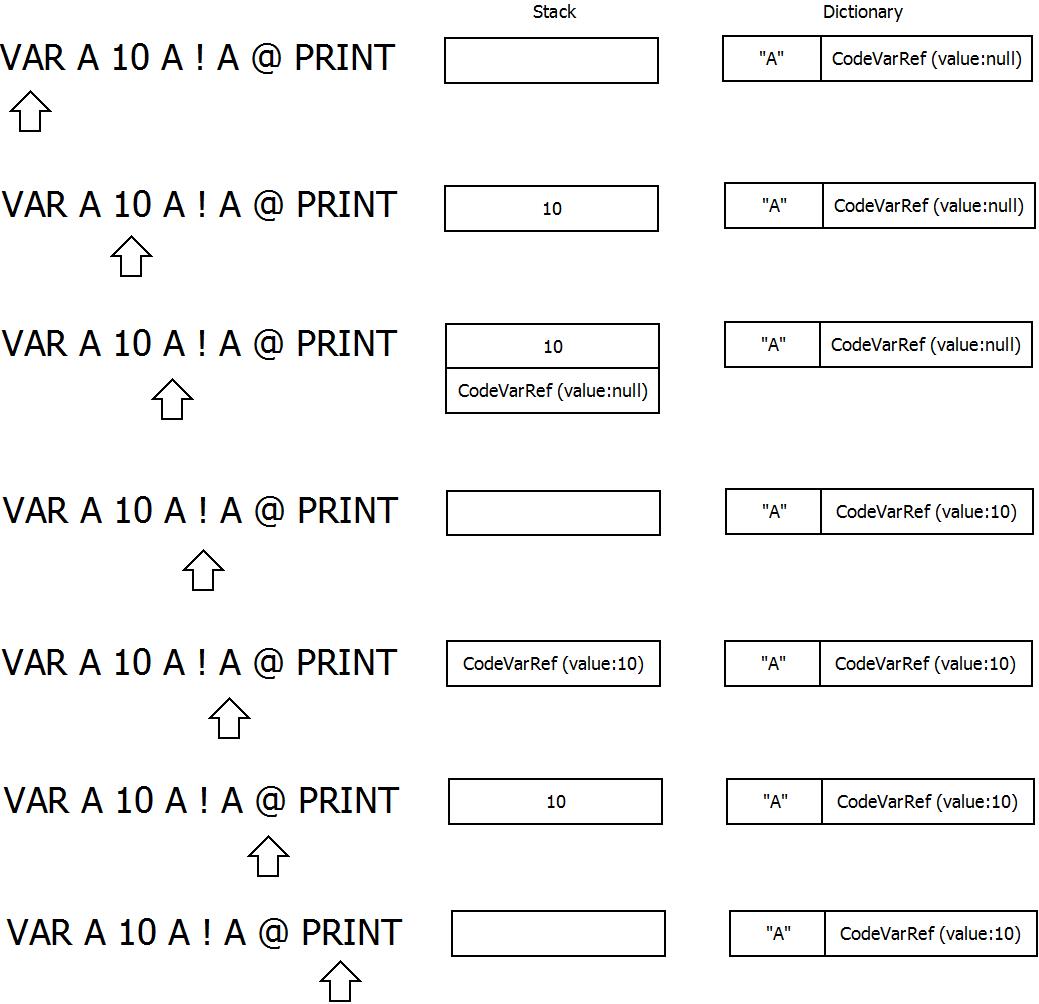 Stack Dictionary
VAR A 10 A ! A @ PRINT "A" CodeVarRef (value:null)
VAR A 10 A ! A @ PRINT 10 "A" CodeVarRef (value:null)
VAR A 10 A ! A @ PRINT 10 "A" CodeVarRef (value:null)
CodeVarRef (value:null)
VAR A 10 A ! A @ PRINT "A" CodeVarRef (value:10)
VAR A 10 A ! A @ PRINT CodeVarRef (value:10) "A" CodeVarRef (value:10)
VAR A 10 A ! A @ PRINT 10 "A" CodeVarRef (value:10)
VAR A 10 A ! A @ PRINT "A" CodeVarRef (value:10)